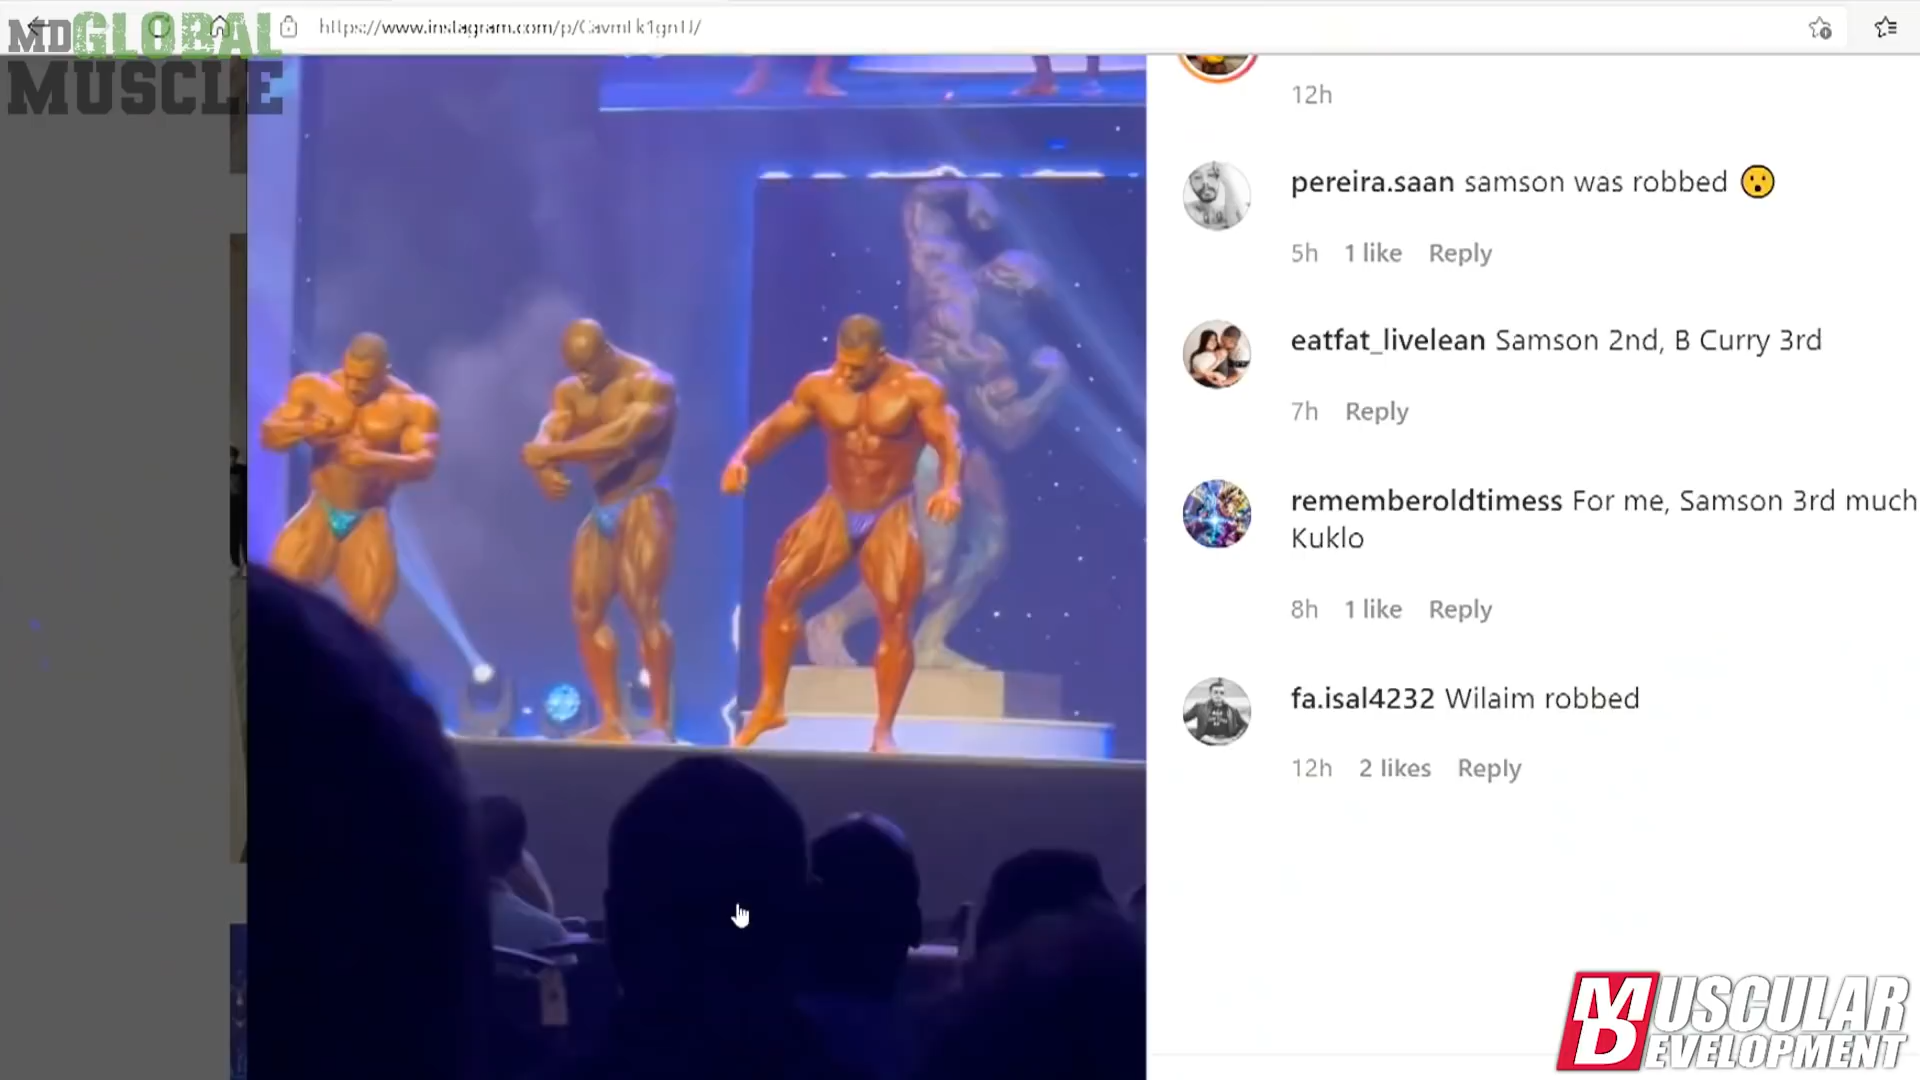 MD GLOBAL
MUSCLE
https://www.instagram.com/p/
12h
pereira.saan samson was robbed 😮
5h 1 like Reply
eatfat_livelean Samson 2nd, B Curry 3rd
7h Reply
rememberoldtimess For me, Samson 3rd much
Kuklo
8h 1 like Reply
fa.isal4232 Wilaim robbed
12h 2 likes Reply
MUSCULAR
DEVELOPMENT